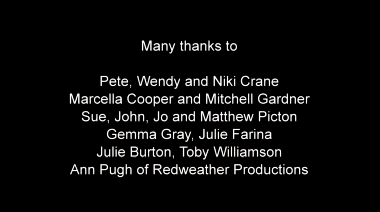 Many thanks to
Pete, Wendy and Niki Crane
Marcella Cooper and Mitchell Gardner
Sue, John, Jo and Matthew Picton
Gemma Gray, Julie Farina
Julie Burton, Toby Williamson
Ann Pugh of Redweather Productions